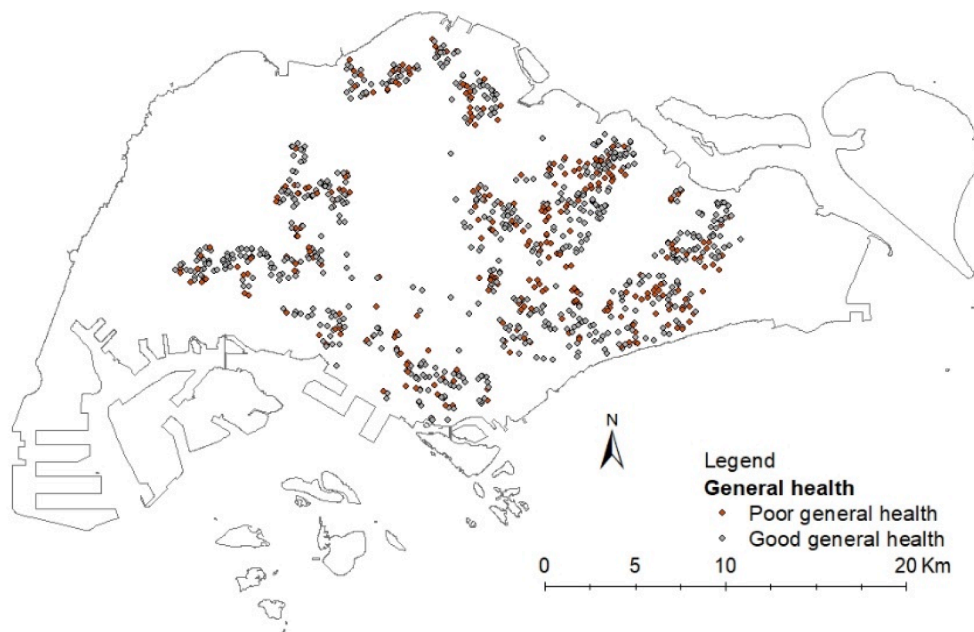 N
Legend
General health
Poor general health
Good general health
0 5 10 20 Km